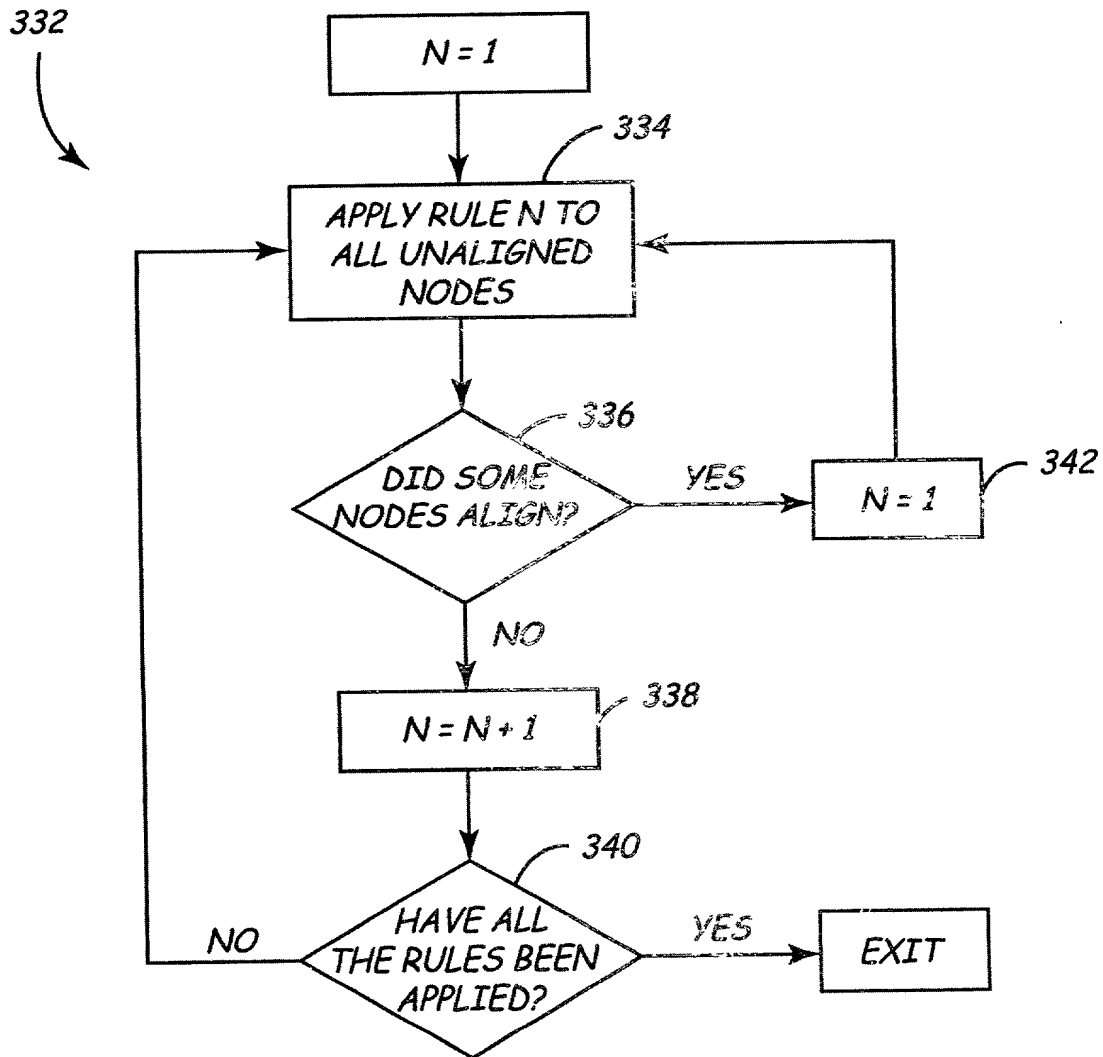 332
N = 1
334
APPLY RULE N TO
ALL UNALIGNED
NODES
336
DID SOME
NODES ALIGN?
YES
342
N = 1
NO
338
N = N + 1
340
HAVE ALL
THE RULES BEEN
APPLIED?
NO
YES
EXIT